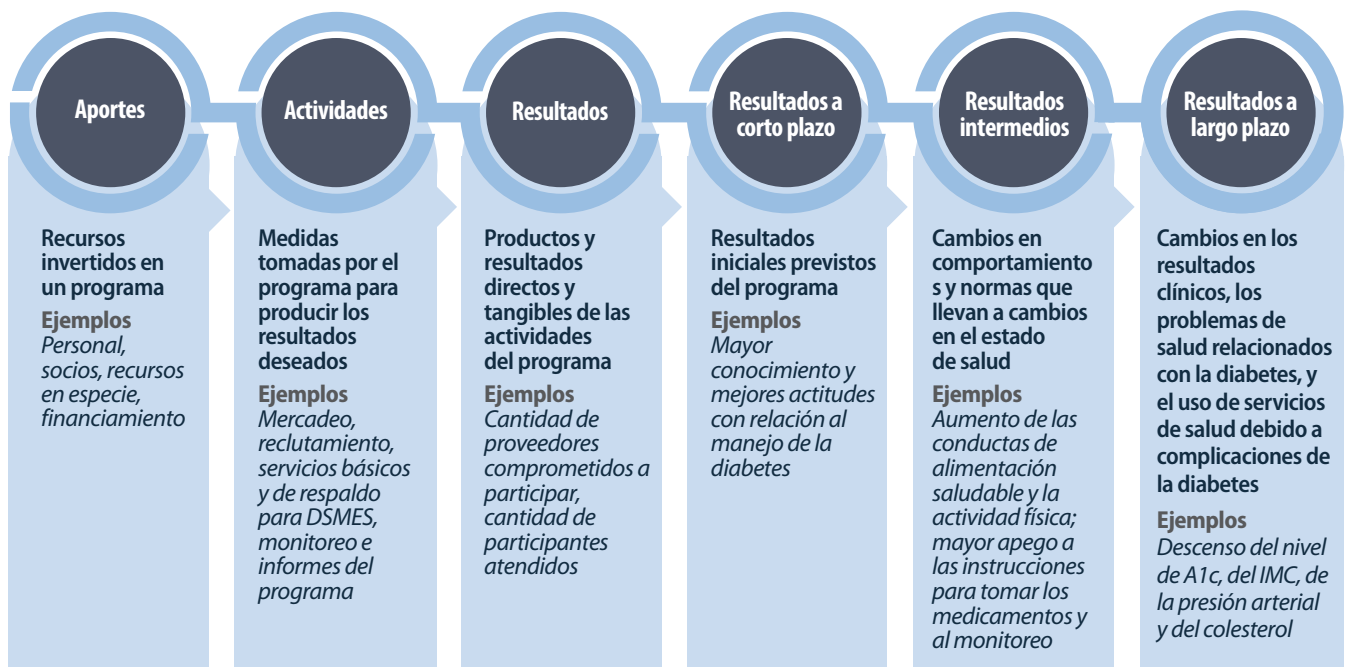 Aportes
Recursos
invertidos en
un programa
Ejemplos
Personal,
socios, recursos
en especie,
financiamiento
Actividades
Medidas
tomadas por el
programa para
producir los
resultados
deseados
Ejemplos
Mercadeo,
reclutamiento,
servicios básicos
y de respaldo
para DSMES,
monitoreo e
informes del
programa
Resultados
Productos y
resultados
directos y
tangibles de las
actividades
del programa
Ejemplos
Cantidad de
proveedores
comprometidos a
participar,
cantidad de
participantes
atendidos
Resultados a
corto plazo
Resultados
iniciales previstos
del programa
Ejemplos
Mayor
conocimiento y
mejores actitudes
con relación al
manejo de la
diabetes
Resultados
intermedios
Cambios en
comportamiento
s y normas que
llevan a cambios
en el estado
de salud
Ejemplos
Aumento de las
conductas de
alimentación
saludable y la
actividad física;
mayor apego a
las instrucciones
para tomar los
medicamentos y
al monitoreo
Resultados a
largo plazo
Cambios en los
resultados
clínicos, los
problemas de
salud relacionados
con la diabetes, y
el uso de servicios
de salud debido a
complicaciones de
la diabetes
Ejemplos
Descenso del nivel
de A1c, del IMC, de
la presión arterial
y del colesterol